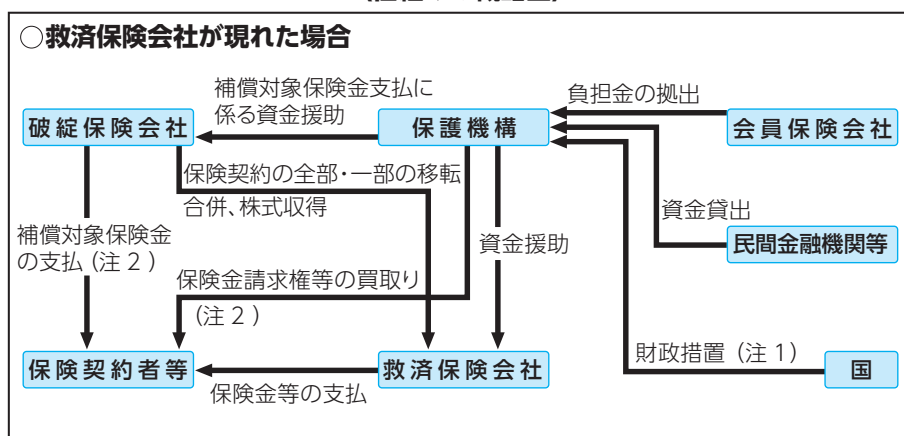 ○救済保険会社が現れた場合
補償対象保険金支払に
係る資金援助
負担金の拠出
破綻保険会社
保護機構
会員保険会社
保険契約の全部・一部の移転
合併、株式取得
資金貸出
補償対象保険金
の支払(注2)
資金援助
民間金融機関等
保険金請求権等の買取り
(注2)
財政措置(注1)
保険契約者等
救済保険会社
国
保険金等の支払